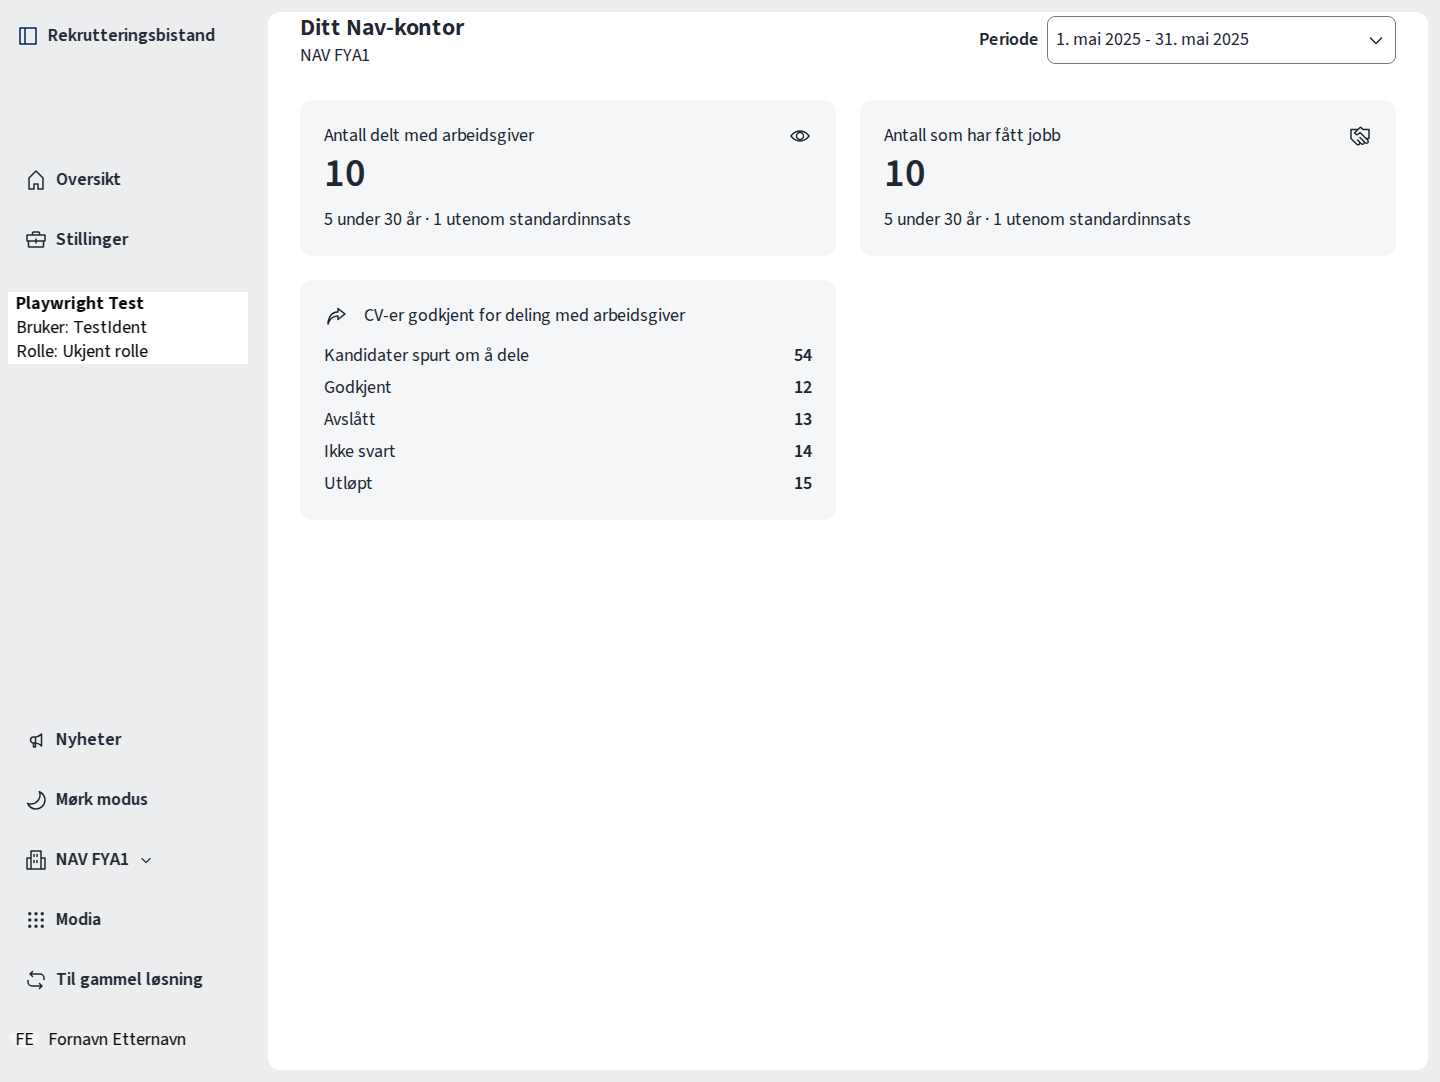 Rekrutteringsbistand
Oversikt
Stillinger
Playwright Test
Bruker: TestIdent
Rolle: Ukjent rolle
Nyheter
Mørk modus
NAV FYA1
Modia
Til gammel løsning
FE Fornavn Etternavn
Ditt Nav-kontor
NAV FYA1
Periode 1. mai 2025 - 31. mai 2025
Antall delt med arbeidsgiver
10
5 under 30 år · 1 utenom standardinnsats
Antall som har fått jobb
10
5 under 30 år · 1 utenom standardinnsats
CV-er godkjent for deling med arbeidsgiver
Kandidater spurt om å dele 54
Godkjent 12
Avslått 13
Ikke svart 14
Utløpt 15